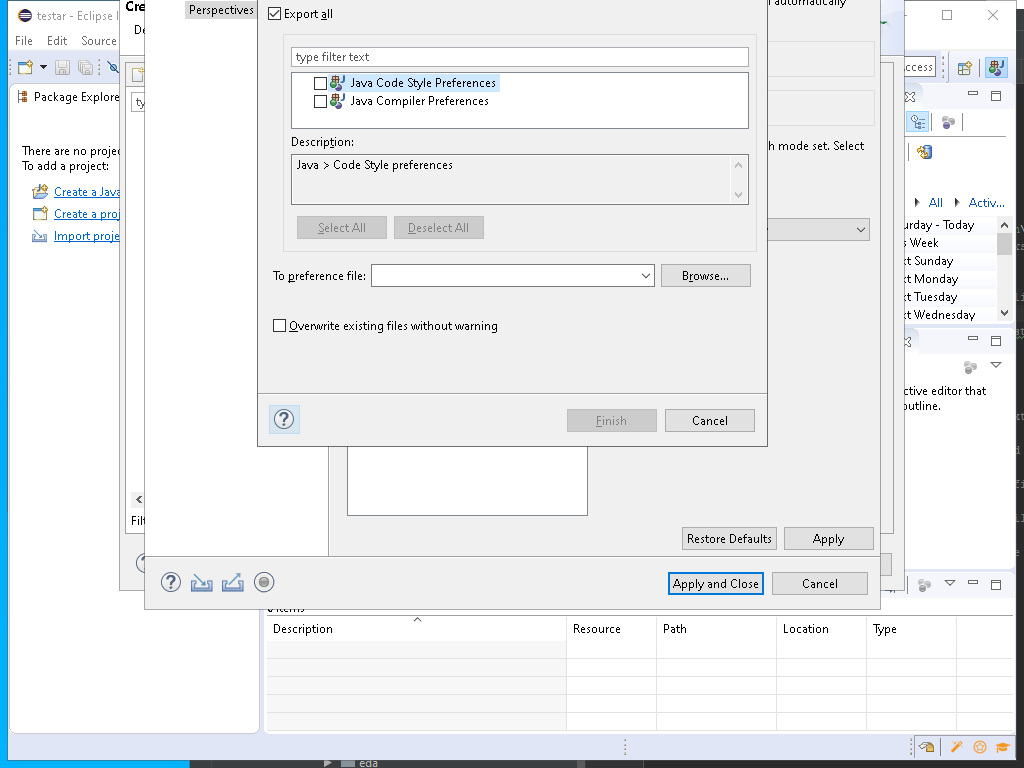 testar - Eclipse I
Cre
Perspectives
Export all
automatically
File Edit Source
De
type filter text
Java Code Style Preferences
Java Compiler Preferences
Package Explore
ty
Description:
Java > Code Style preferences
h mode set. Select
There are no projec
To add a project:
Create a Java
Create a proj
Import proje
Select All
Deselect All
All
Activ...
urday - Today
s Week
xt Sunday
xt Monday
xt Tuesday
xt Wednesday
To preference file:
Browse...
Overwrite existing files without warning
ctive editor that
outline.
Finish
Cancel
Filt
Restore Defaults
Apply
Apply and Close
Cancel
Description
Resource
Path
Location
Type
eda